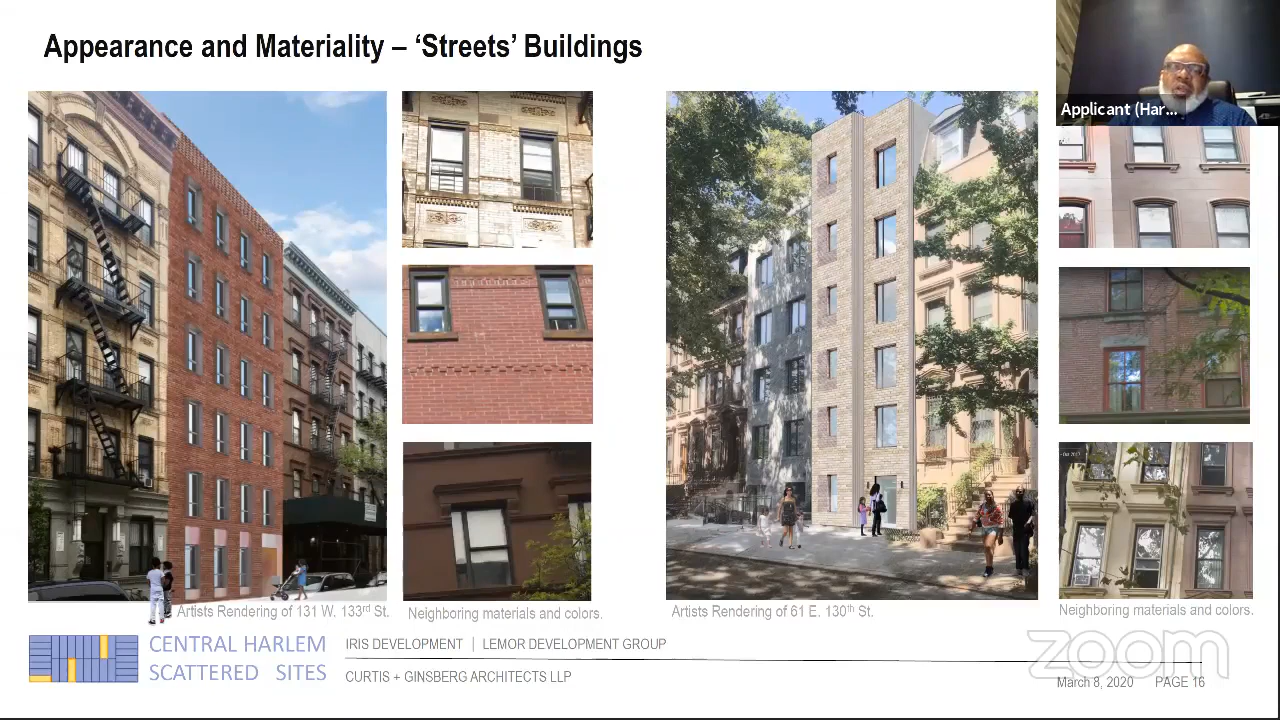 Appearance and Materiality – ‘Streets’ Buildings
Applicant (Har...
Artists Rendering of 131 W. 133rd St.
Neighboring materials and colors.
Artists Rendering of 61 E. 130th St.
Neighboring materials and colors.
CENTRAL HARLEM
SCATTERED SITES
IRIS DEVELOPMENT | LEMOR DEVELOPMENT GROUP
CURTIS + GINSBERG ARCHITECTS LLP
zoom
March 8, 2020 PAGE 16